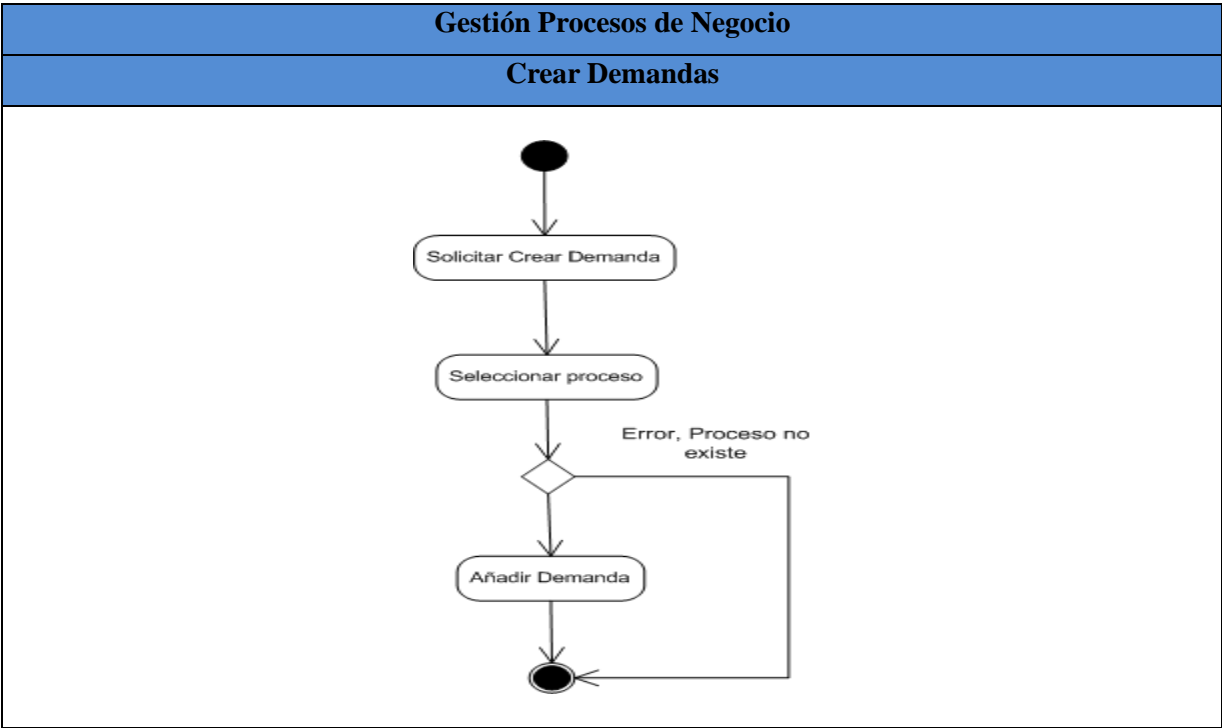 Gestión Procesos de Negocio
Crear Demandas
Solicitar Crear Demanda
Seleccionar proceso
Error, Proceso no
existe
Añadir Demanda